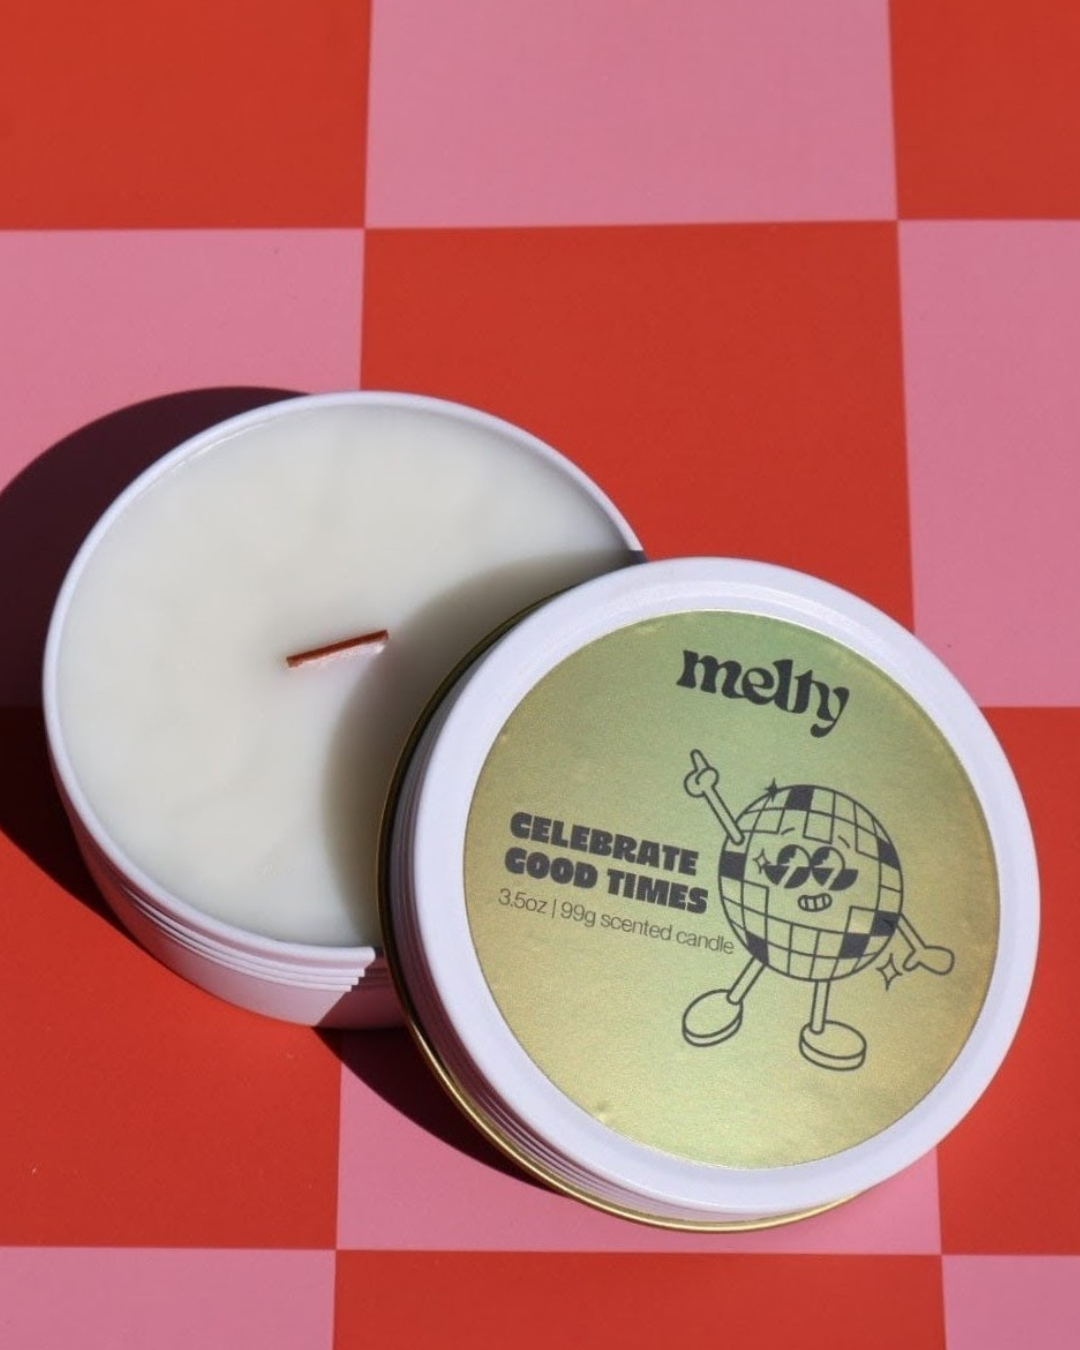 melty
CELEBRATE
GOOD TIMES
3.5oz | 99g scented candle